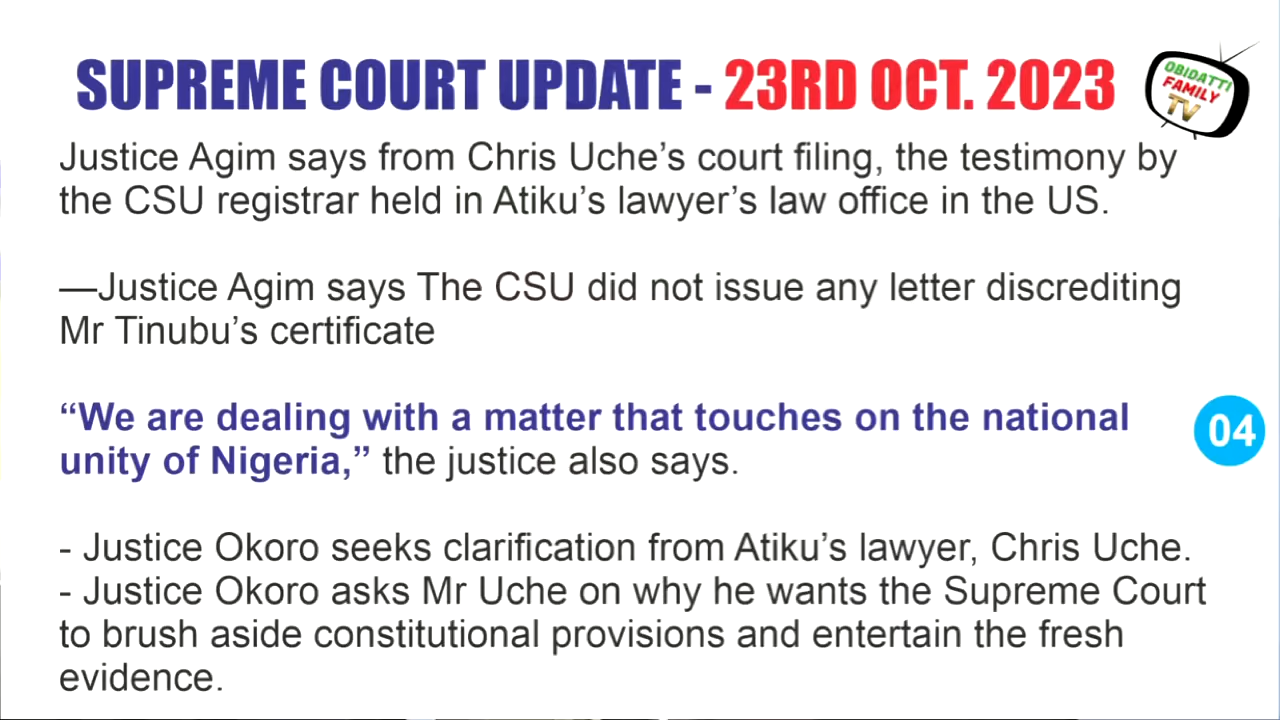 SUPREME COURT UPDATE - 23RD OCT. 2023
OBIDATTI
FAMILY
TV
Justice Agim says from Chris Uche’s court filing, the testimony by
the CSU registrar held in Atiku’s lawyer’s law office in the US.
—Justice Agim says The CSU did not issue any letter discrediting
Mr Tinubu’s certificate
“We are dealing with a matter that touches on the national
unity of Nigeria,” the justice also says.
04
- Justice Okoro seeks clarification from Atiku’s lawyer, Chris Uche.
- Justice Okoro asks Mr Uche on why he wants the Supreme Court
to brush aside constitutional provisions and entertain the fresh
evidence.